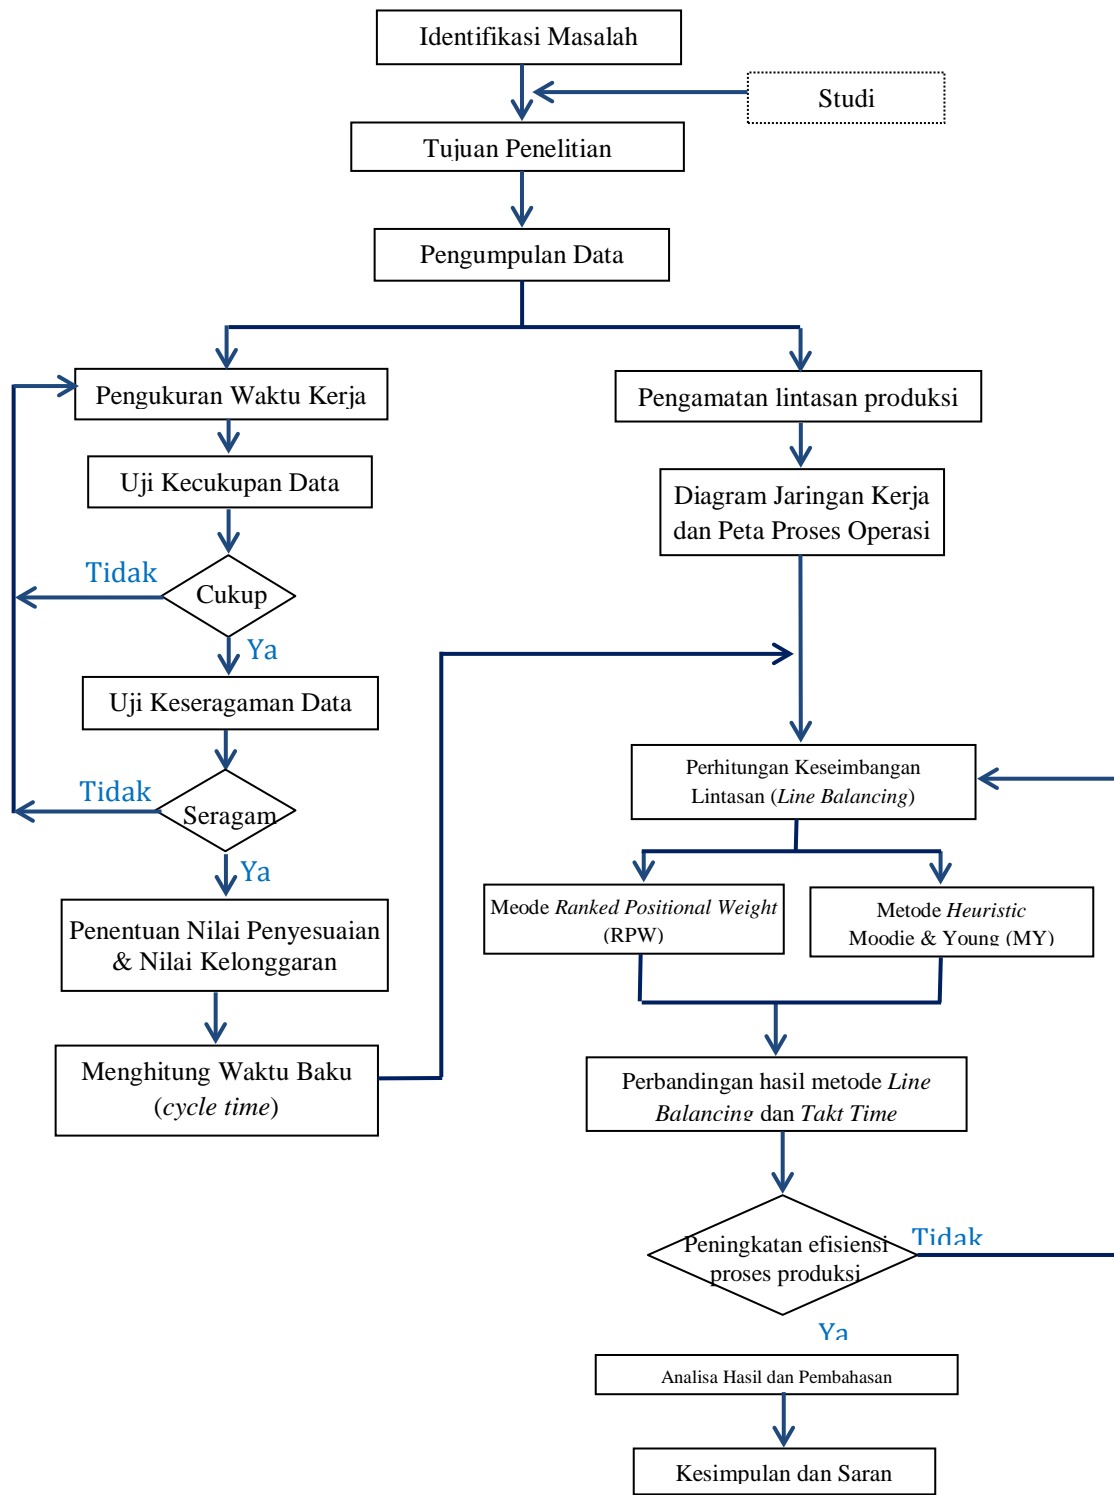 Identifikasi Masalah
Studi
Tujuan Penelitian
Pengumpulan Data
Pengukuran Waktu Kerja
Uji Kecukupan Data
Tidak
Cukup
Ya
Uji Keseragaman Data
Tidak
Seragam
Ya
Penentuan Nilai Penyesuaian
& Nilai Kelonggaran
Menghitung Waktu Baku
(cycle time)
Pengamatan lintasan produksi
Diagram Jaringan Kerja
dan Peta Proses Operasi
Perhitungan Keseimbangan
Lintasan (Line Balancing)
Meode Ranked Positional Weight
(RPW)
Metode Heuristic
Moodie & Young (MY)
Perbandingan hasil metode Line
Balancing dan Takt Time
Peningkatan efisiensi
proses produksi
Tidak
Ya
Analisa Hasil dan Pembahasan
Kesimpulan dan Saran